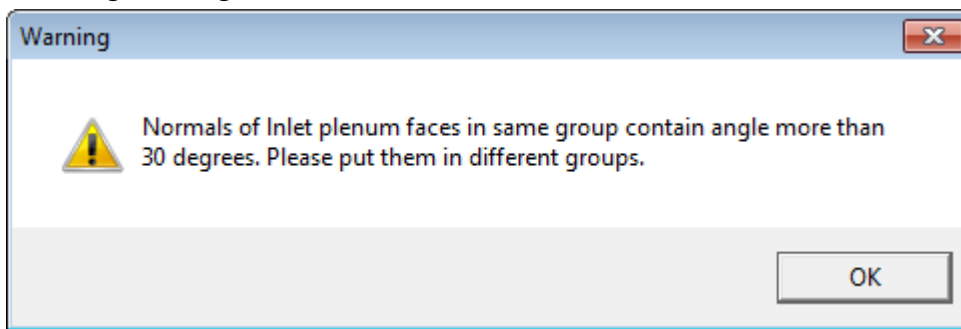 Warning
Normals of Inlet plenum faces in same group contain angle more than
30 degrees. Please put them in different groups.
OK